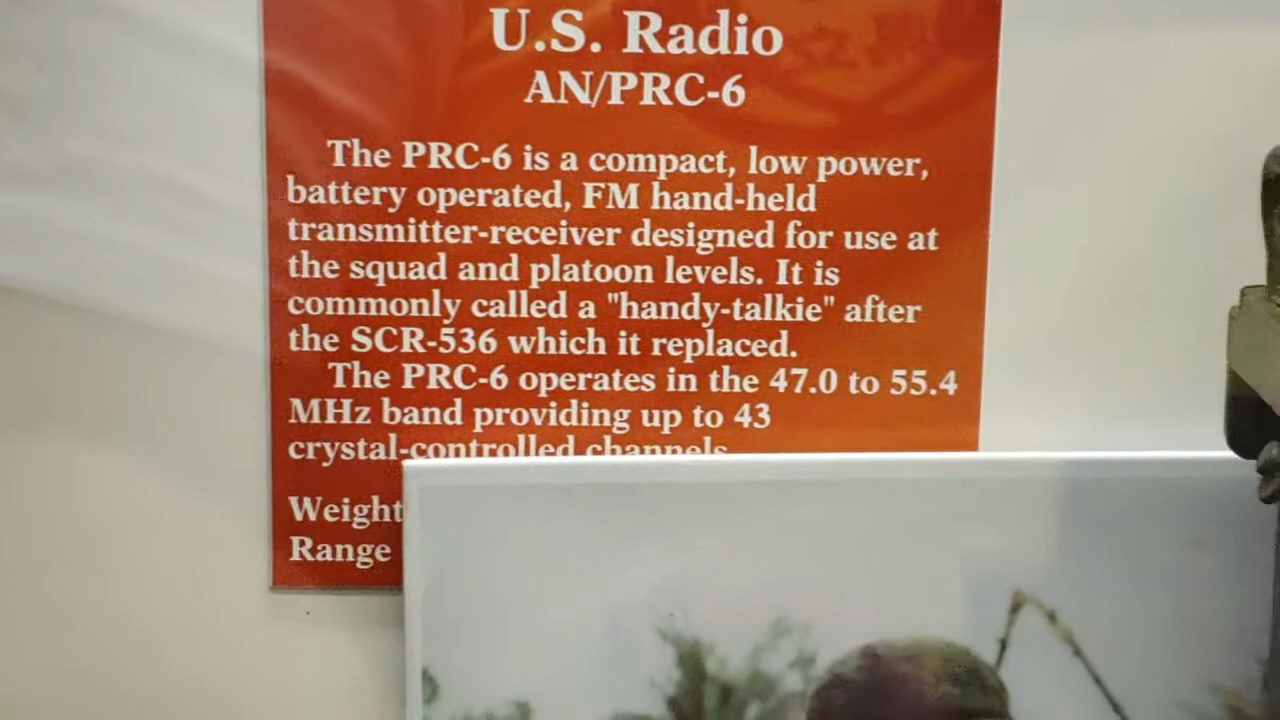 U.S. Radio
AN/PRC-6
The PRC-6 is a compact, low power,
battery operated, FM hand-held
transmitter-receiver designed for use at
the squad and platoon levels. It is
commonly called a "handy-talkie" after
the SCR-536 which it replaced.
The PRC-6 operates in the 47.0 to 55.4
MHz band providing up to 43
crystal-controlled channels
Weight
Range